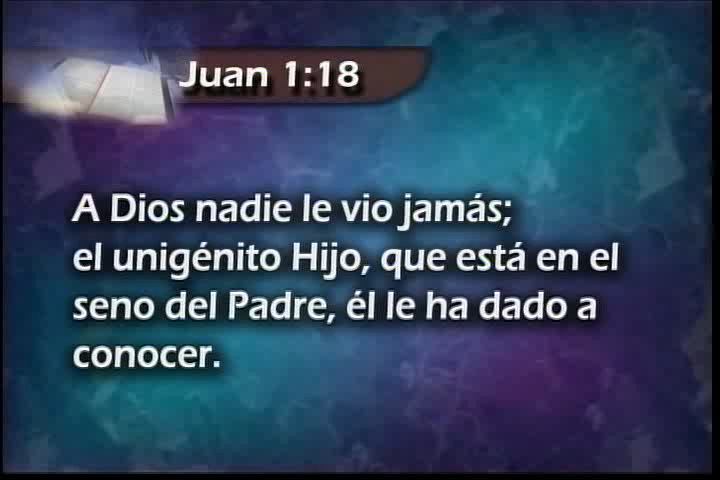 Juan 1:18
A Dios nadie le vio jamás;
el unigénito Hijo, que está en el
seno del Padre, él le ha dado a
conocer.